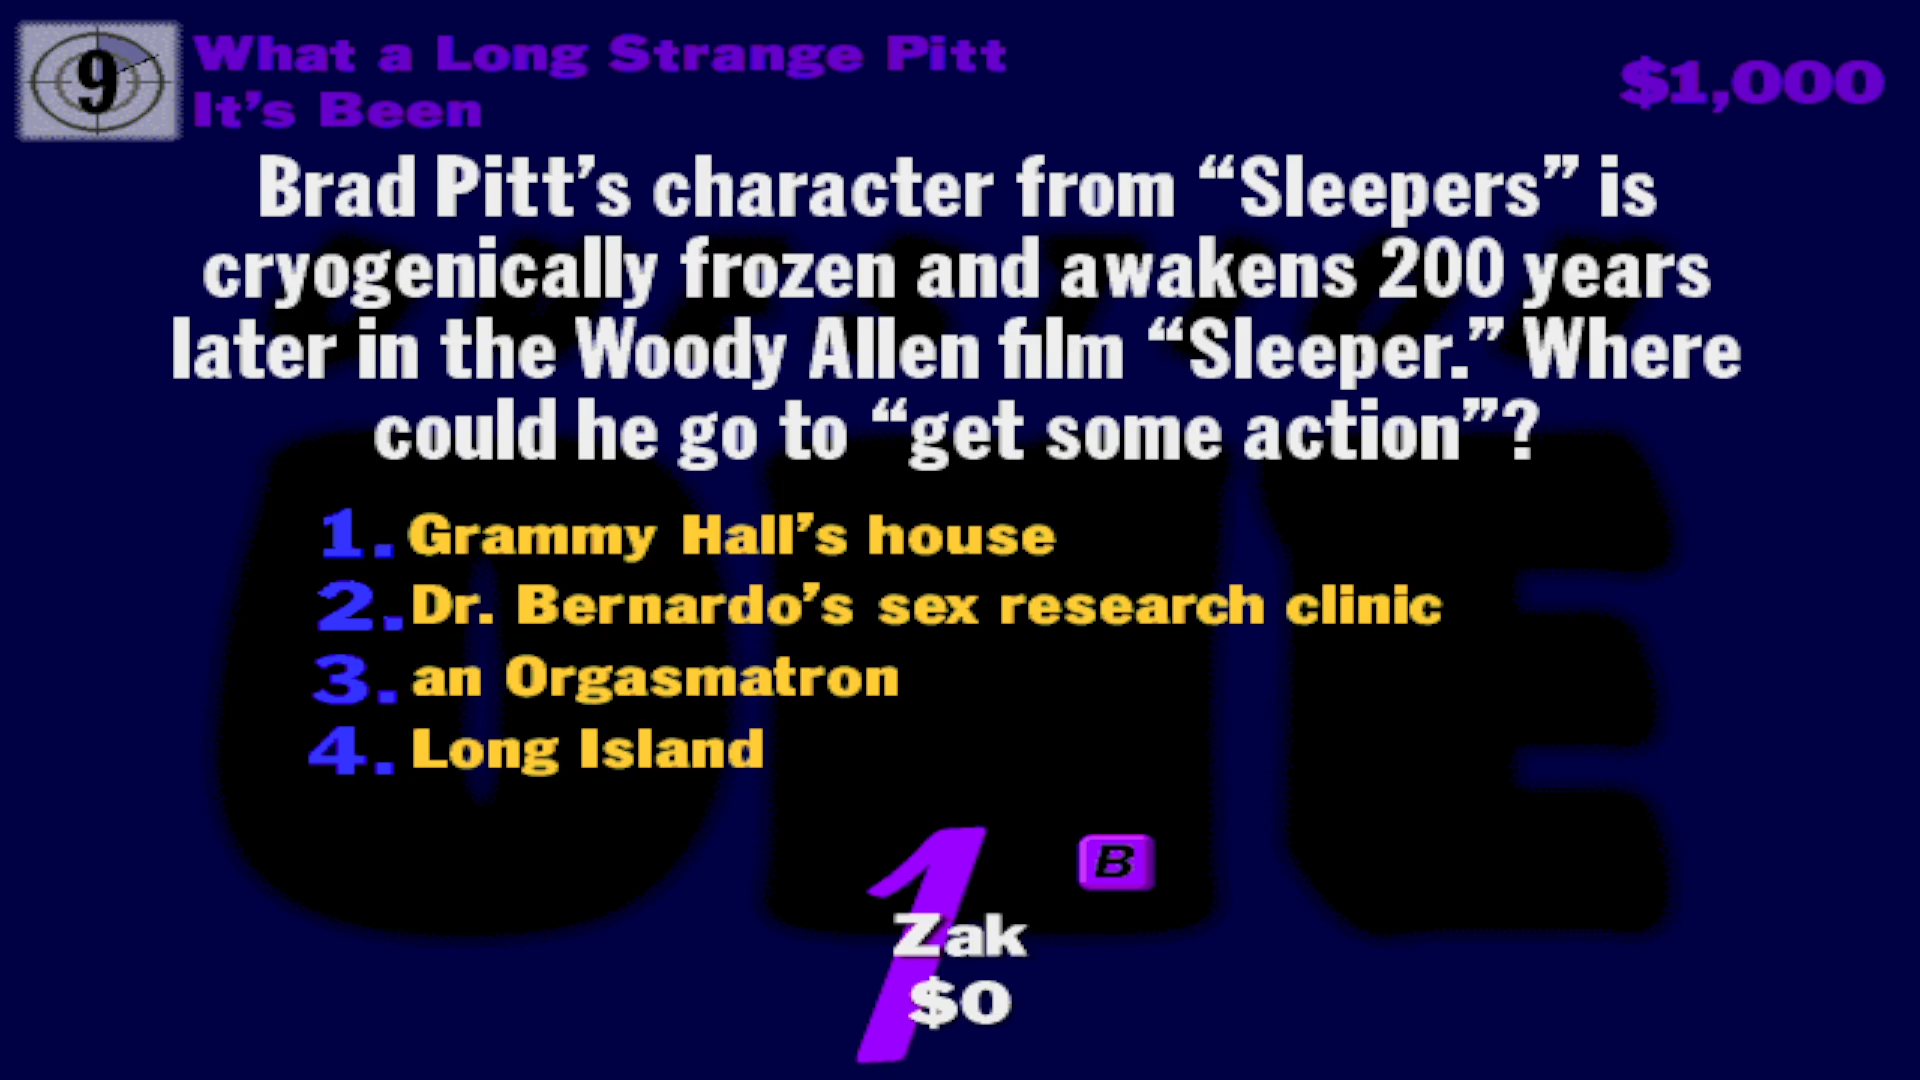 9
What a Long Strange Pitt
It’s Been
$1,000
Brad Pitt’s character from “Sleepers” is
cryogenically frozen and awakens 200 years
later in the Woody Allen film “Sleeper.” Where
could he go to “get some action”?
1. Grammy Hall’s house
2. Dr. Bernardo’s sex research clinic
3. an Orgasmatron
4. Long Island
1
B
Zak
$0